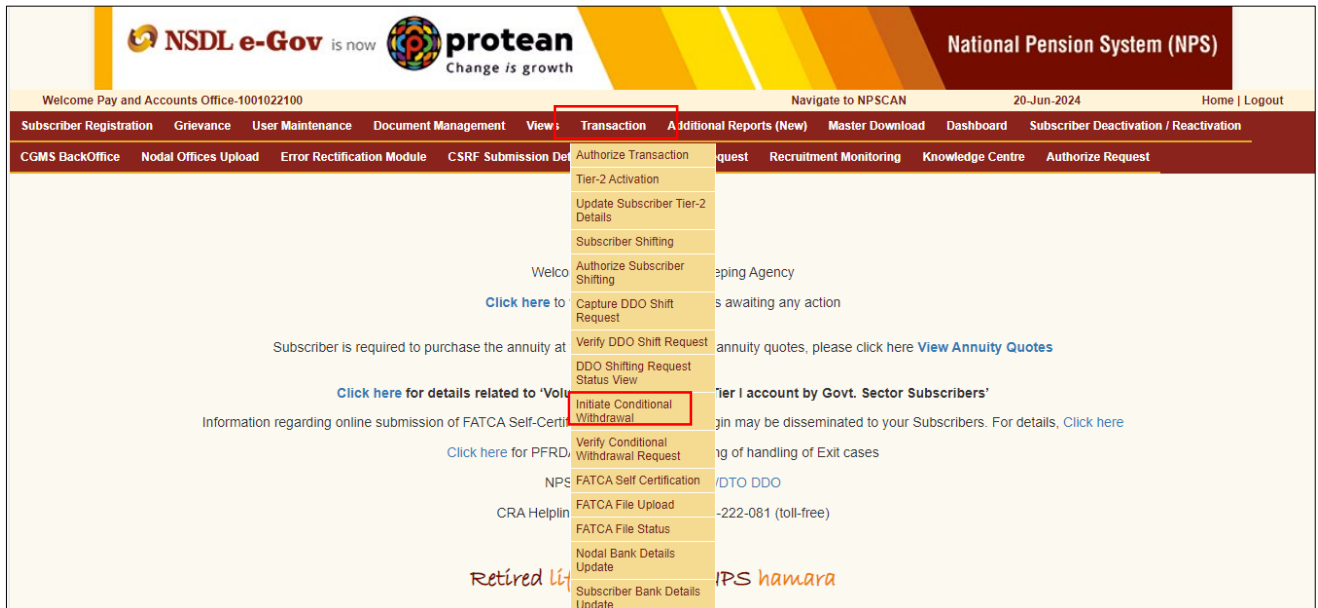 NSDL e-Gov is now protean
Change is growth
National Pension System (NPS)
Welcome Pay and Accounts Office-1001022100 Navigate to NPSCAN 20-Jun-2024 Home | Logout
Subscriber Registration Grievance User Maintenance Document Management Views Transaction Additional Reports (New) Master Download Dashboard Subscriber Deactivation / Reactivation
CGMS BackOffice Nodal Offices Upload Error Rectification Module CSRF Submission Det quest Recruitment Monitoring Knowledge Centre Authorize Request
Authorize Transaction
Tier-2 Activation
Update Subscriber Tier-2
Details
Subscriber Shifting
Authorize Subscriber
Shifting
Capture DDO Shift
Request
Verify DDO Shift Request
DDO Shifting Request
Status View
Initiate Conditional
Withdrawal
Verify Conditional
Withdrawal Request
FATCA Self Certification
FATCA File Upload
FATCA File Status
Nodal Bank Details
Update
Subscriber Bank Details
Update
Welco eping Agency
Click here to s awaiting any action
Subscriber is required to purchase the annuity at annuity quotes, please click here View Annuity Quotes
Click here for details related to ‘Volu Tier I account by Govt. Sector Subscribers’
Information regarding online submission of FATCA Self-Certif gin may be disseminated to your Subscribers. For details, Click here
Click here for PFRDA ng of handling of Exit cases
NPS /DTO DDO
CRA Helplin -222-081 (toll-free)
Retired lif NPS hamara